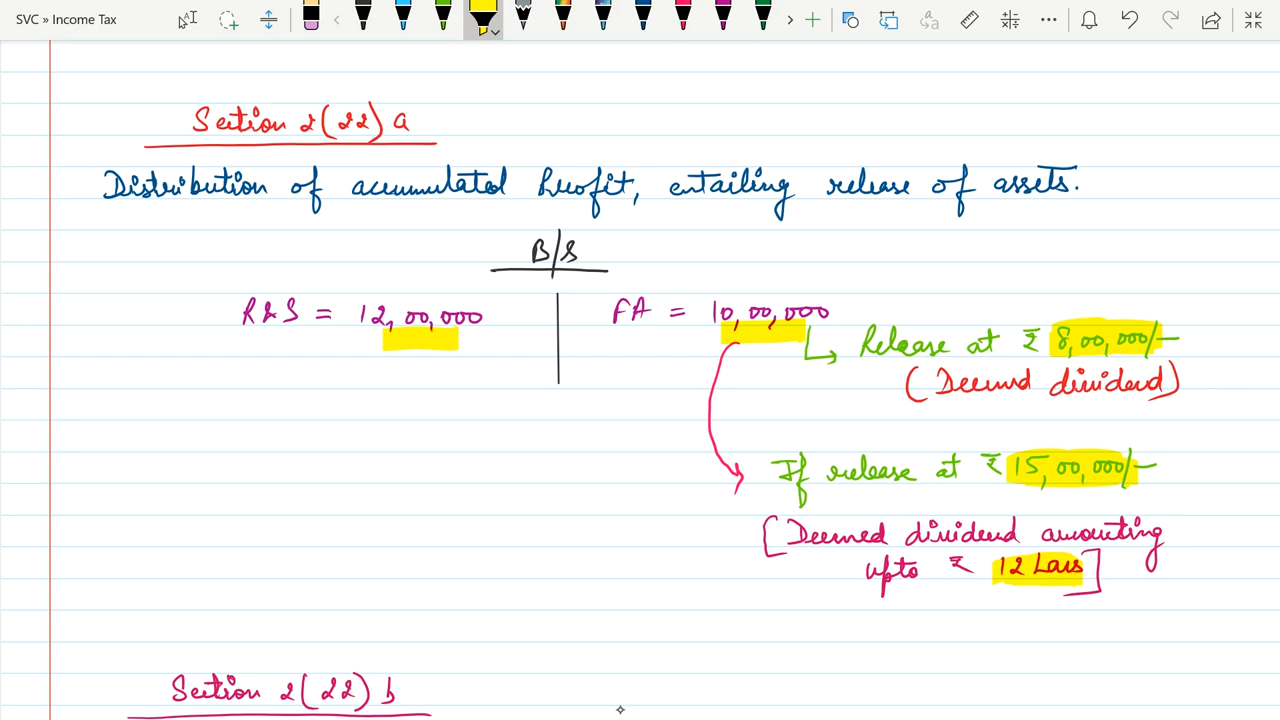 SVC » Income Tax
Section 2(22) a
Distribution of accumulated Profit, entailing release of assets.
B/S
R&S = 12,00,000
FA = 10,00,000
Release at ₹ 8,00,000/-
(Deemed dividend)
If release at ₹ 15,00,000/-
[Deemed dividend amounting
upto ₹ 12 Lacs]
Section 2(22) b